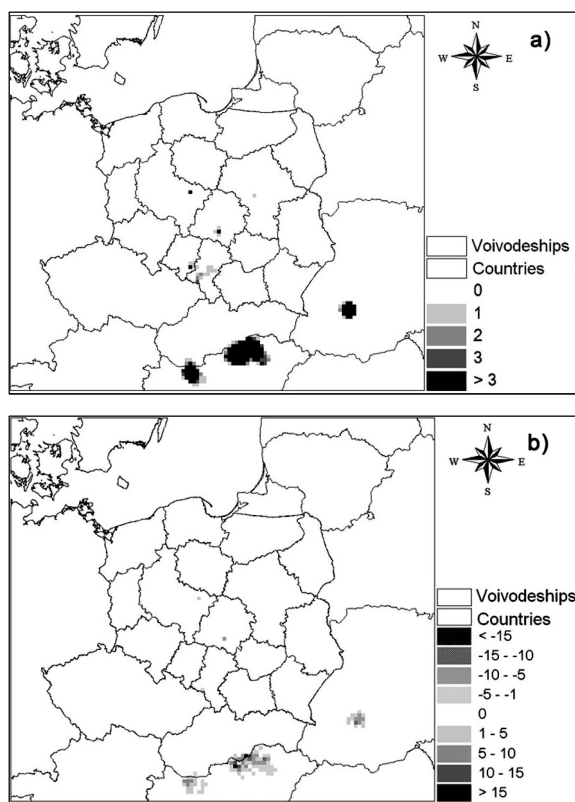 N
a)
W E
S
Voivodeships
Countries
0
1
2
3
> 3
N
b)
W E
S
Voivodeships
Countries
< -15
-15 - -10
-10 - -5
-5 - -1
0
1 - 5
5 - 10
10 - 15
> 15